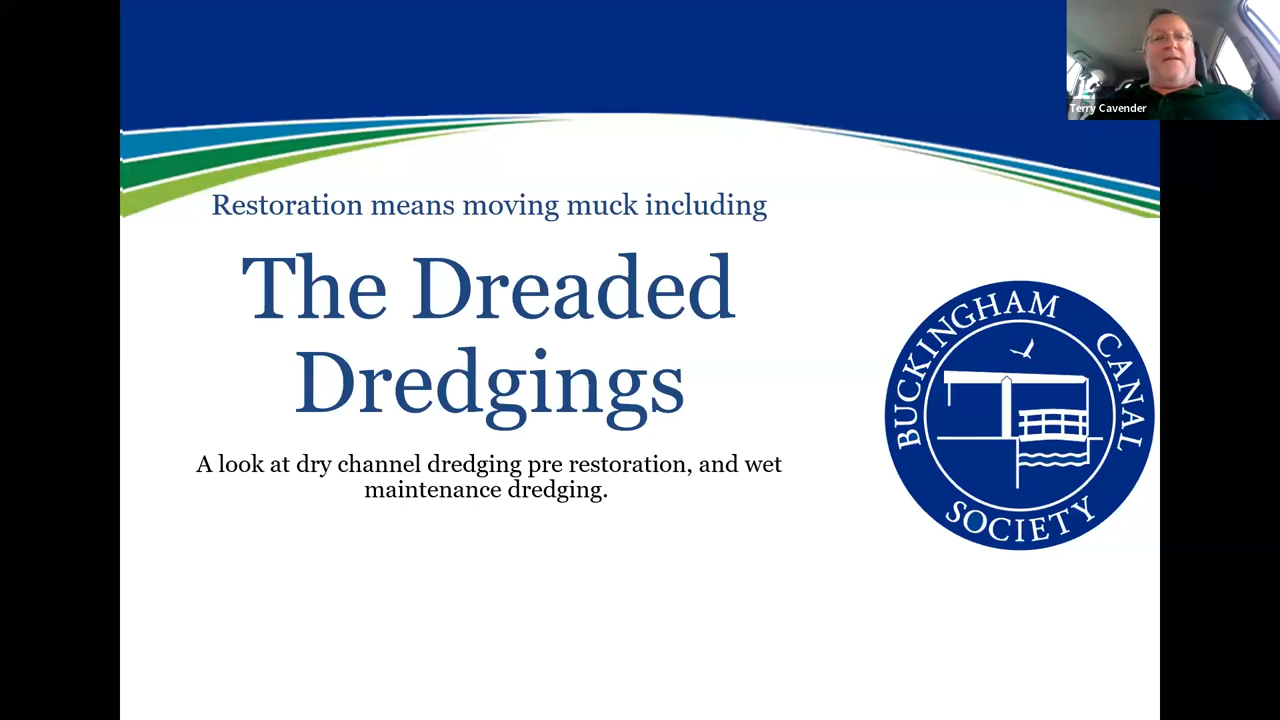 Terry Cavender
Restoration means moving muck including
The Dreaded
Dredgings
A look at dry channel dredging pre restoration, and wet
maintenance dredging.
BUCKINGHAM CANAL
SOCIETY